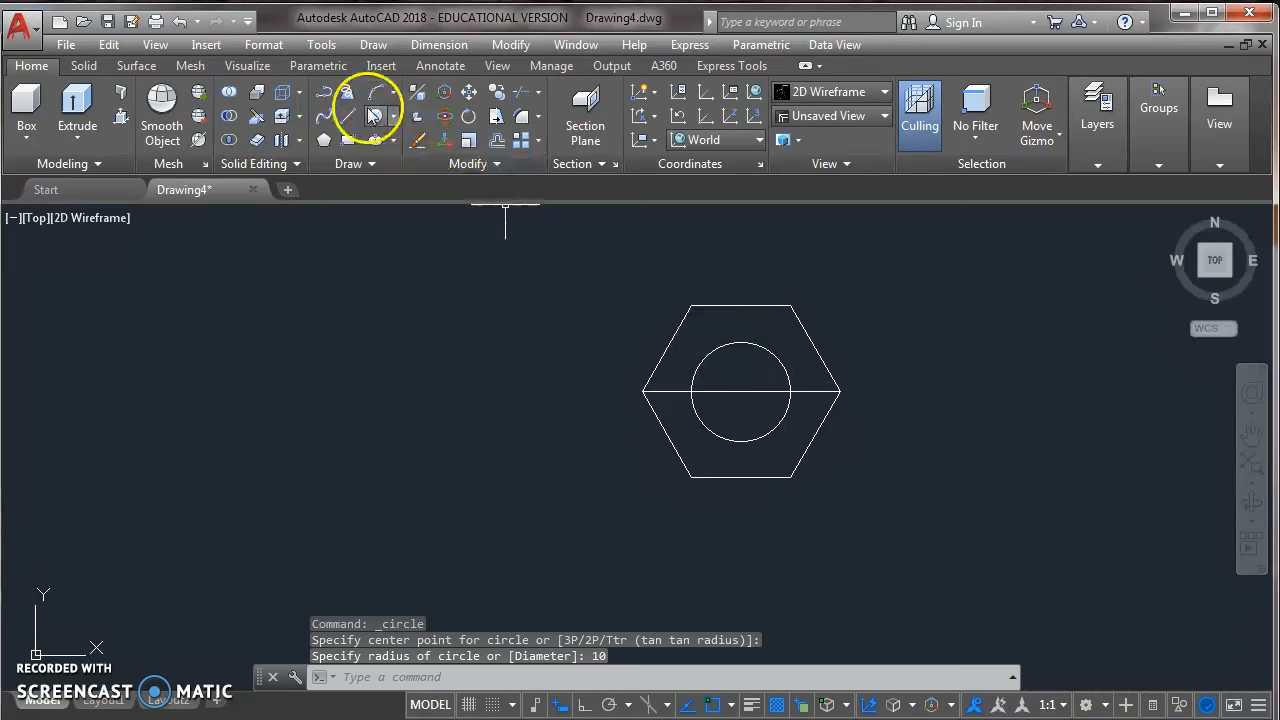 Autodesk AutoCAD 2018 - EDUCATIONAL VERSION Drawing4.dwg Type a keyword or phrase Sign In
File Edit View Insert Format Tools Draw Dimension Modify Window Help Express Parametric Data View
Home Solid Surface Mesh Visualize Parametric Insert Annotate View Manage Output A360 Express Tools
2D Wireframe
Unsaved View
Box Extrude Smooth Object Section Plane World Culling No Filter Move Gizmo Layers Groups View
Modeling Mesh Solid Editing Draw Modify Section Coordinates View Selection
Start Drawing4*
[−][Top][2D Wireframe]
N
W TOP E
S
WCS
Y
X
Command: _circle
Specify center point for circle or [3P/2P/Ttr (tan tan radius)]:
Specify radius of circle or [Diameter]: 10
Type a command
RECORDED WITH
SCREENCAST MATIC
Model Layout1 Layout2 MODEL 1:1